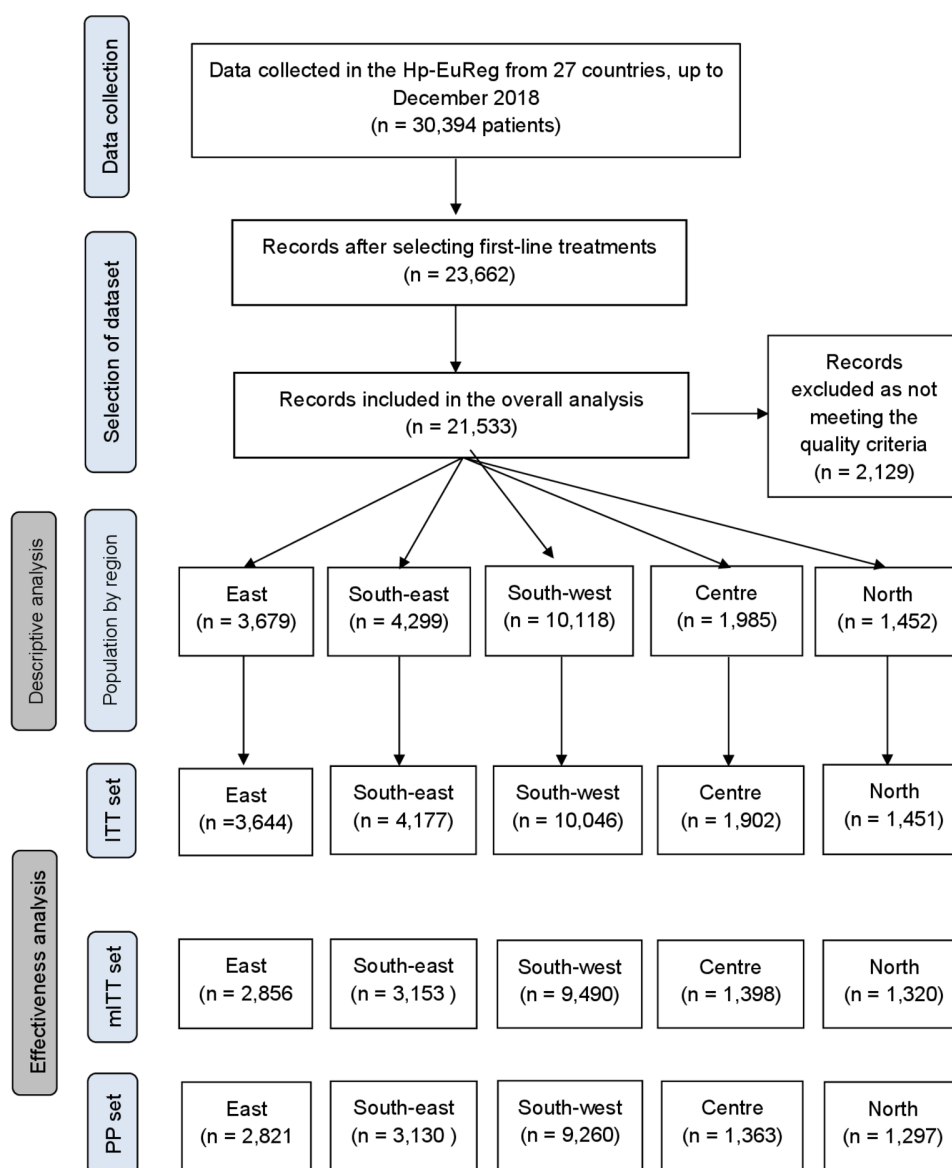 Data collection
Data collected in the Hp-EuReg from 27 countries, up to
December 2018
(n = 30,394 patients)
Selection of dataset
Records after selecting first-line treatments
(n = 23,662)
Records included in the overall analysis
(n = 21,533)
Records
excluded as not
meeting the
quality criteria
(n = 2,129)
Descriptive analysis
Population by region
East
(n = 3,679)
South-east
(n = 4,299)
South-west
(n = 10,118)
Centre
(n = 1,985)
North
(n = 1,452)
Effectiveness analysis
ITT set
East
(n =3,644)
South-east
(n = 4,177)
South-west
(n = 10,046)
Centre
(n = 1,902)
North
(n = 1,451)
mITT set
East
(n = 2,856
South-east
(n = 3,153 )
South-west
(n = 9,490)
Centre
(n = 1,398)
North
(n = 1,320)
PP set
East
(n = 2,821
South-east
(n = 3,130 )
South-west
(n = 9,260)
Centre
(n = 1,363)
North
(n = 1,297)